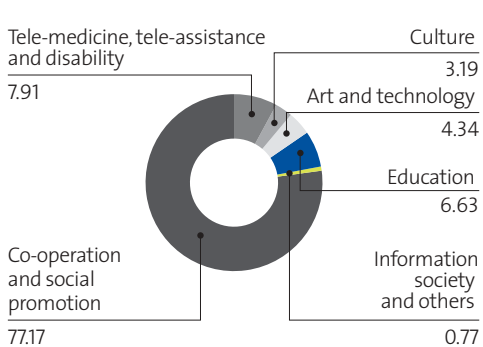 Tele-medicine, tele-assistance
and disability
7.91
Culture
3.19
Art and technology
4.34
Education
6.63
Co-operation
and social
promotion
77.17
Information
society
and others
0.77